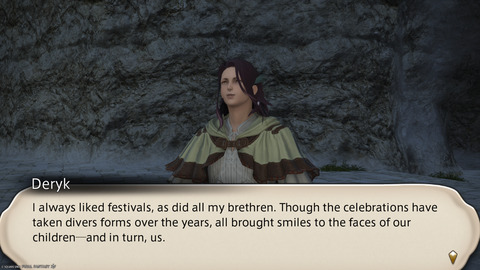 Deryk
I always liked festivals, as did all my brethren. Though the celebrations have
taken divers forms over the years, all brought smiles to the faces of our
children—and in turn, us.